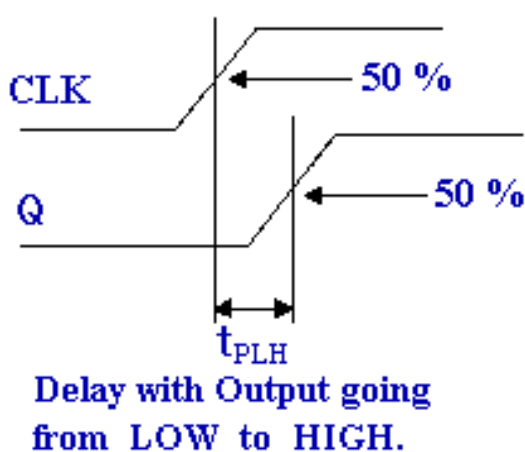 CLK
50 %
Q
50 %
tPLH
Delay with Output going
from LOW to HIGH.